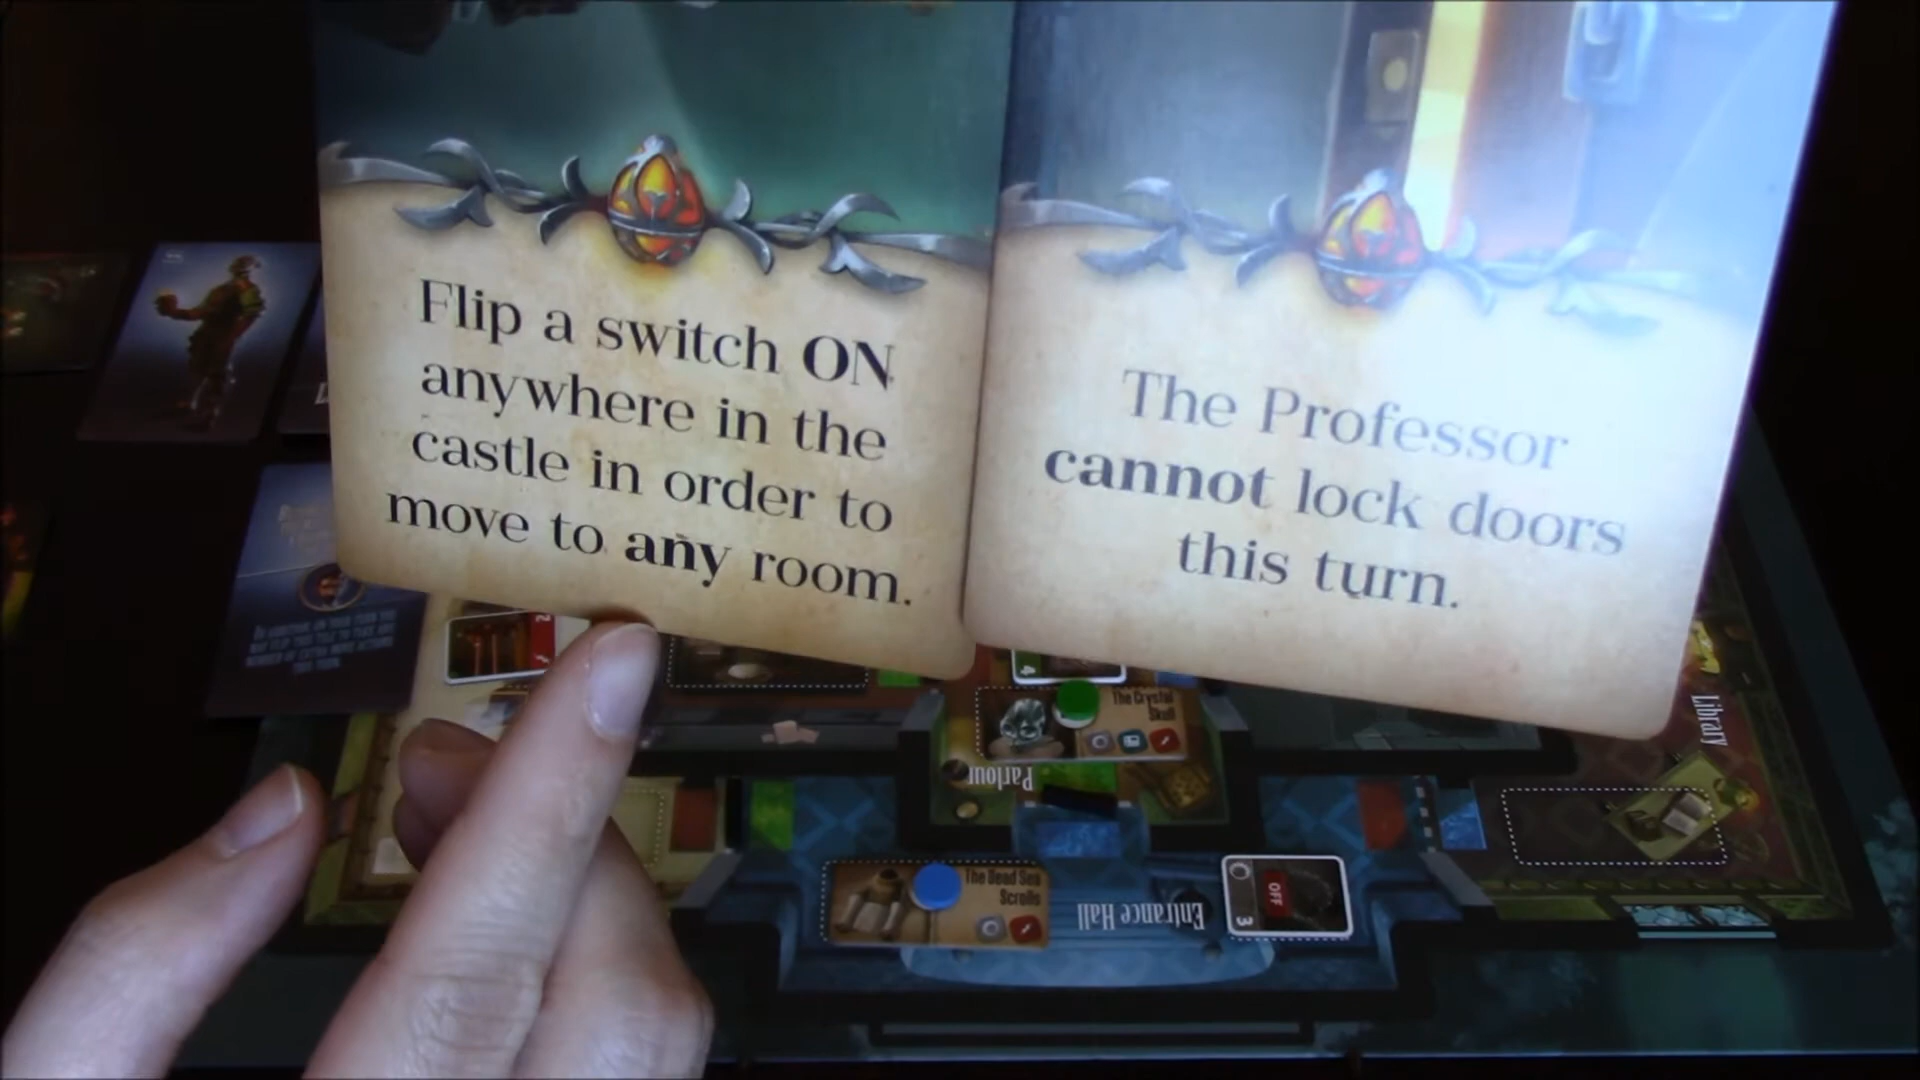 Flip a switch ON
anywhere in the
castle in order to
move to any room.
The Professor
cannot lock doors
this turn.
2
4
The Crystal
Skull
Parlour
Library
The Dead Sea
Scrolls
Entrance Hall
OFF
3